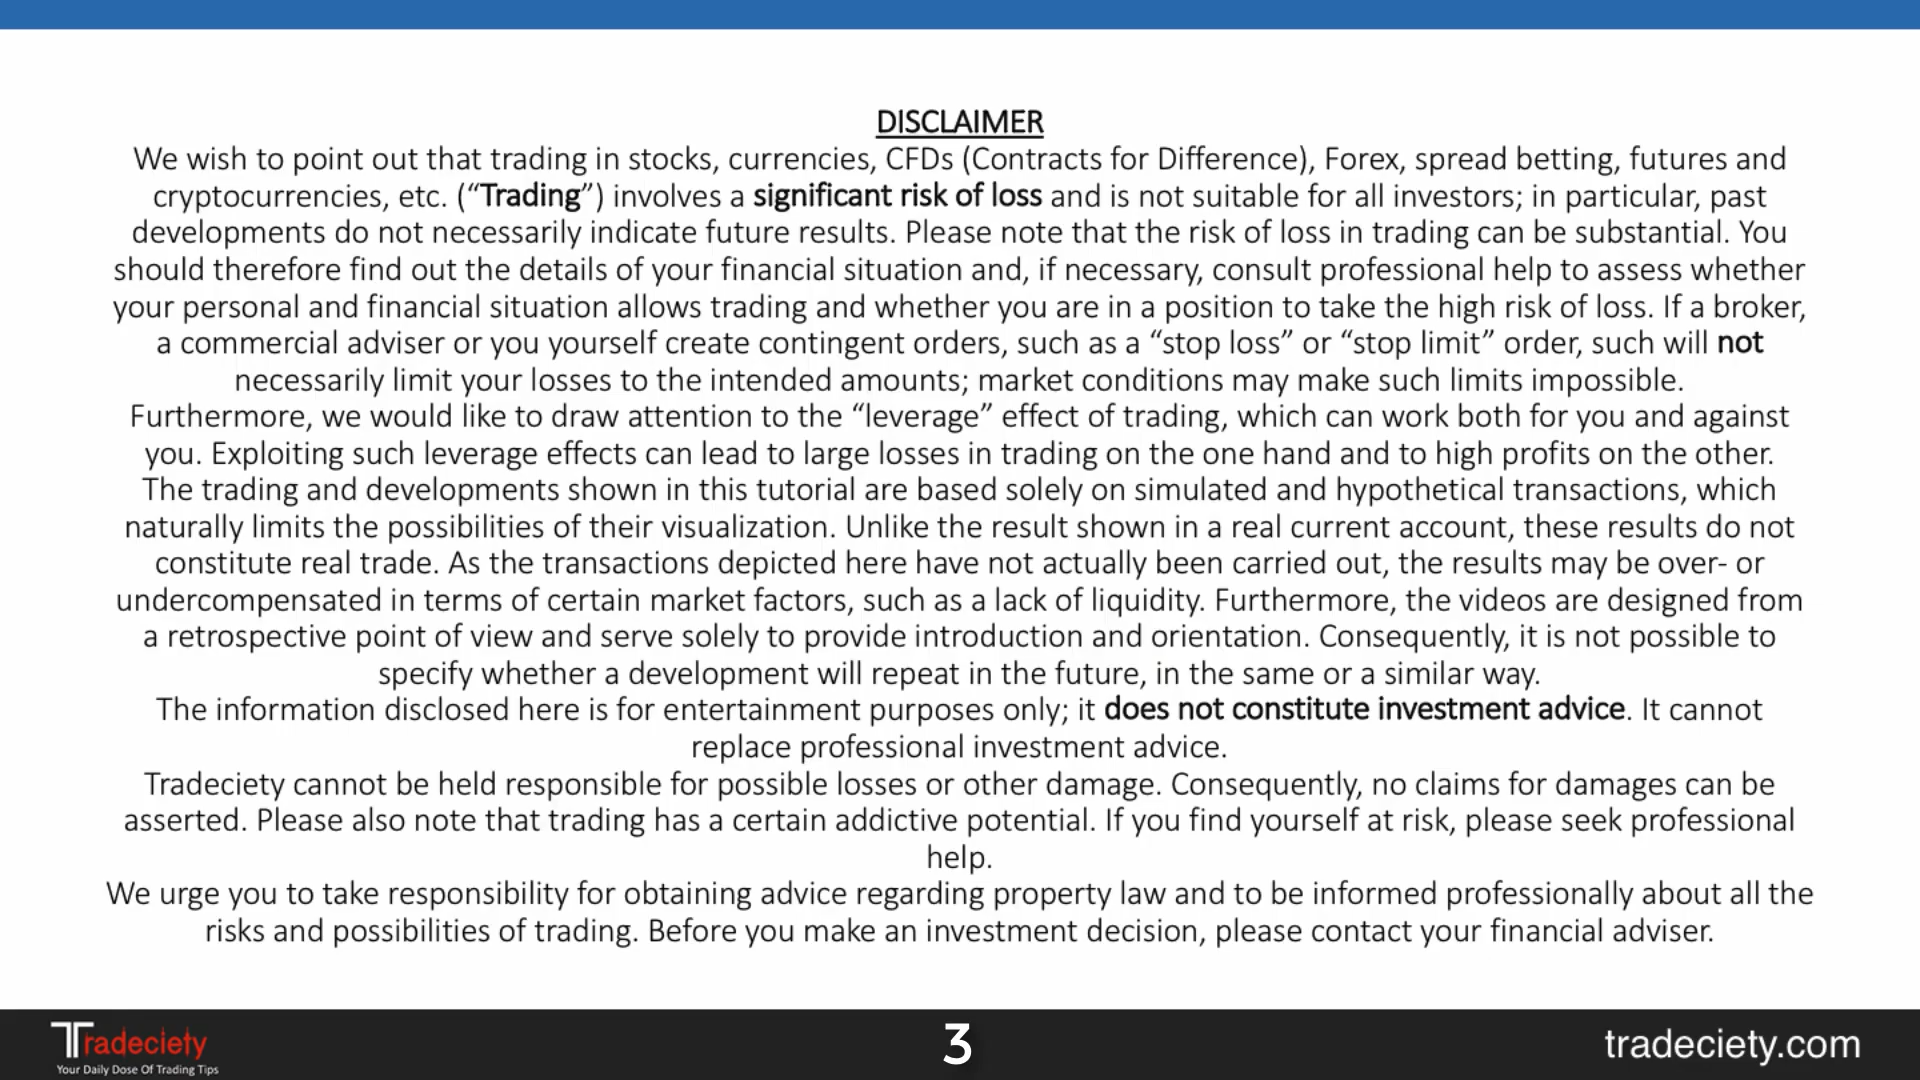 DISCLAIMER
We wish to point out that trading in stocks, currencies, CFDs (Contracts for Difference), Forex, spread betting, futures and
cryptocurrencies, etc. (“Trading”) involves a significant risk of loss and is not suitable for all investors; in particular, past
developments do not necessarily indicate future results. Please note that the risk of loss in trading can be substantial. You
should therefore find out the details of your financial situation and, if necessary, consult professional help to assess whether
your personal and financial situation allows trading and whether you are in a position to take the high risk of loss. If a broker,
a commercial adviser or you yourself create contingent orders, such as a “stop loss” or “stop limit” order, such will not
necessarily limit your losses to the intended amounts; market conditions may make such limits impossible.
Furthermore, we would like to draw attention to the “leverage” effect of trading, which can work both for you and against
you. Exploiting such leverage effects can lead to large losses in trading on the one hand and to high profits on the other.
The trading and developments shown in this tutorial are based solely on simulated and hypothetical transactions, which
naturally limits the possibilities of their visualization. Unlike the result shown in a real current account, these results do not
constitute real trade. As the transactions depicted here have not actually been carried out, the results may be over- or
undercompensated in terms of certain market factors, such as a lack of liquidity. Furthermore, the videos are designed from
a retrospective point of view and serve solely to provide introduction and orientation. Consequently, it is not possible to
specify whether a development will repeat in the future, in the same or a similar way.
The information disclosed here is for entertainment purposes only; it does not constitute investment advice. It cannot
replace professional investment advice.
Tradeciety cannot be held responsible for possible losses or other damage. Consequently, no claims for damages can be
asserted. Please also note that trading has a certain addictive potential. If you find yourself at risk, please seek professional
help.
We urge you to take responsibility for obtaining advice regarding property law and to be informed professionally about all the
risks and possibilities of trading. Before you make an investment decision, please contact your financial adviser.
Tradeciety
Your Daily Dose Of Trading Tips
3
tradeciety.com